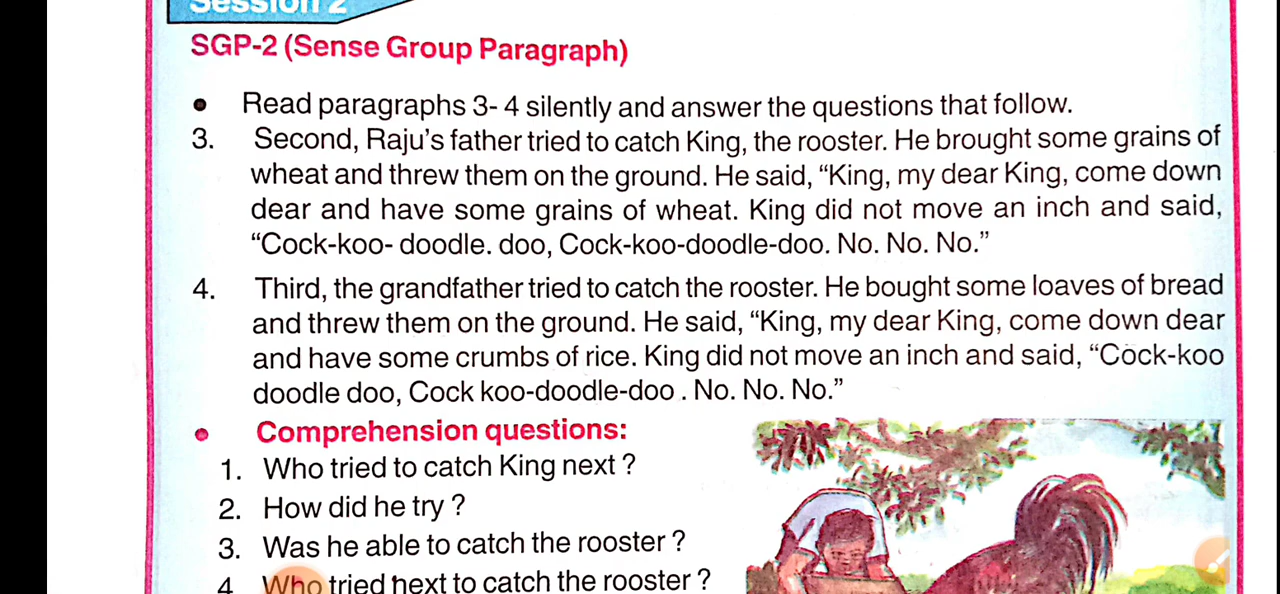 Session 2
SGP-2 (Sense Group Paragraph)
• Read paragraphs 3- 4 silently and answer the questions that follow.
3. Second, Raju's father tried to catch King, the rooster. He brought some grains of
wheat and threw them on the ground. He said, “King, my dear King, come down
dear and have some grains of wheat. King did not move an inch and said,
“Cock-koo- doodle. doo, Cock-koo-doodle-doo. No. No. No.”
4. Third, the grandfather tried to catch the rooster. He bought some loaves of bread
and threw them on the ground. He said, “King, my dear King, come down dear
and have some crumbs of rice. King did not move an inch and said, “Cock-koo
doodle doo, Cock koo-doodle-doo . No. No. No.”
• Comprehension questions:
1. Who tried to catch King next ?
2. How did he try ?
3. Was he able to catch the rooster ?
4 Who tried next to catch the rooster ?